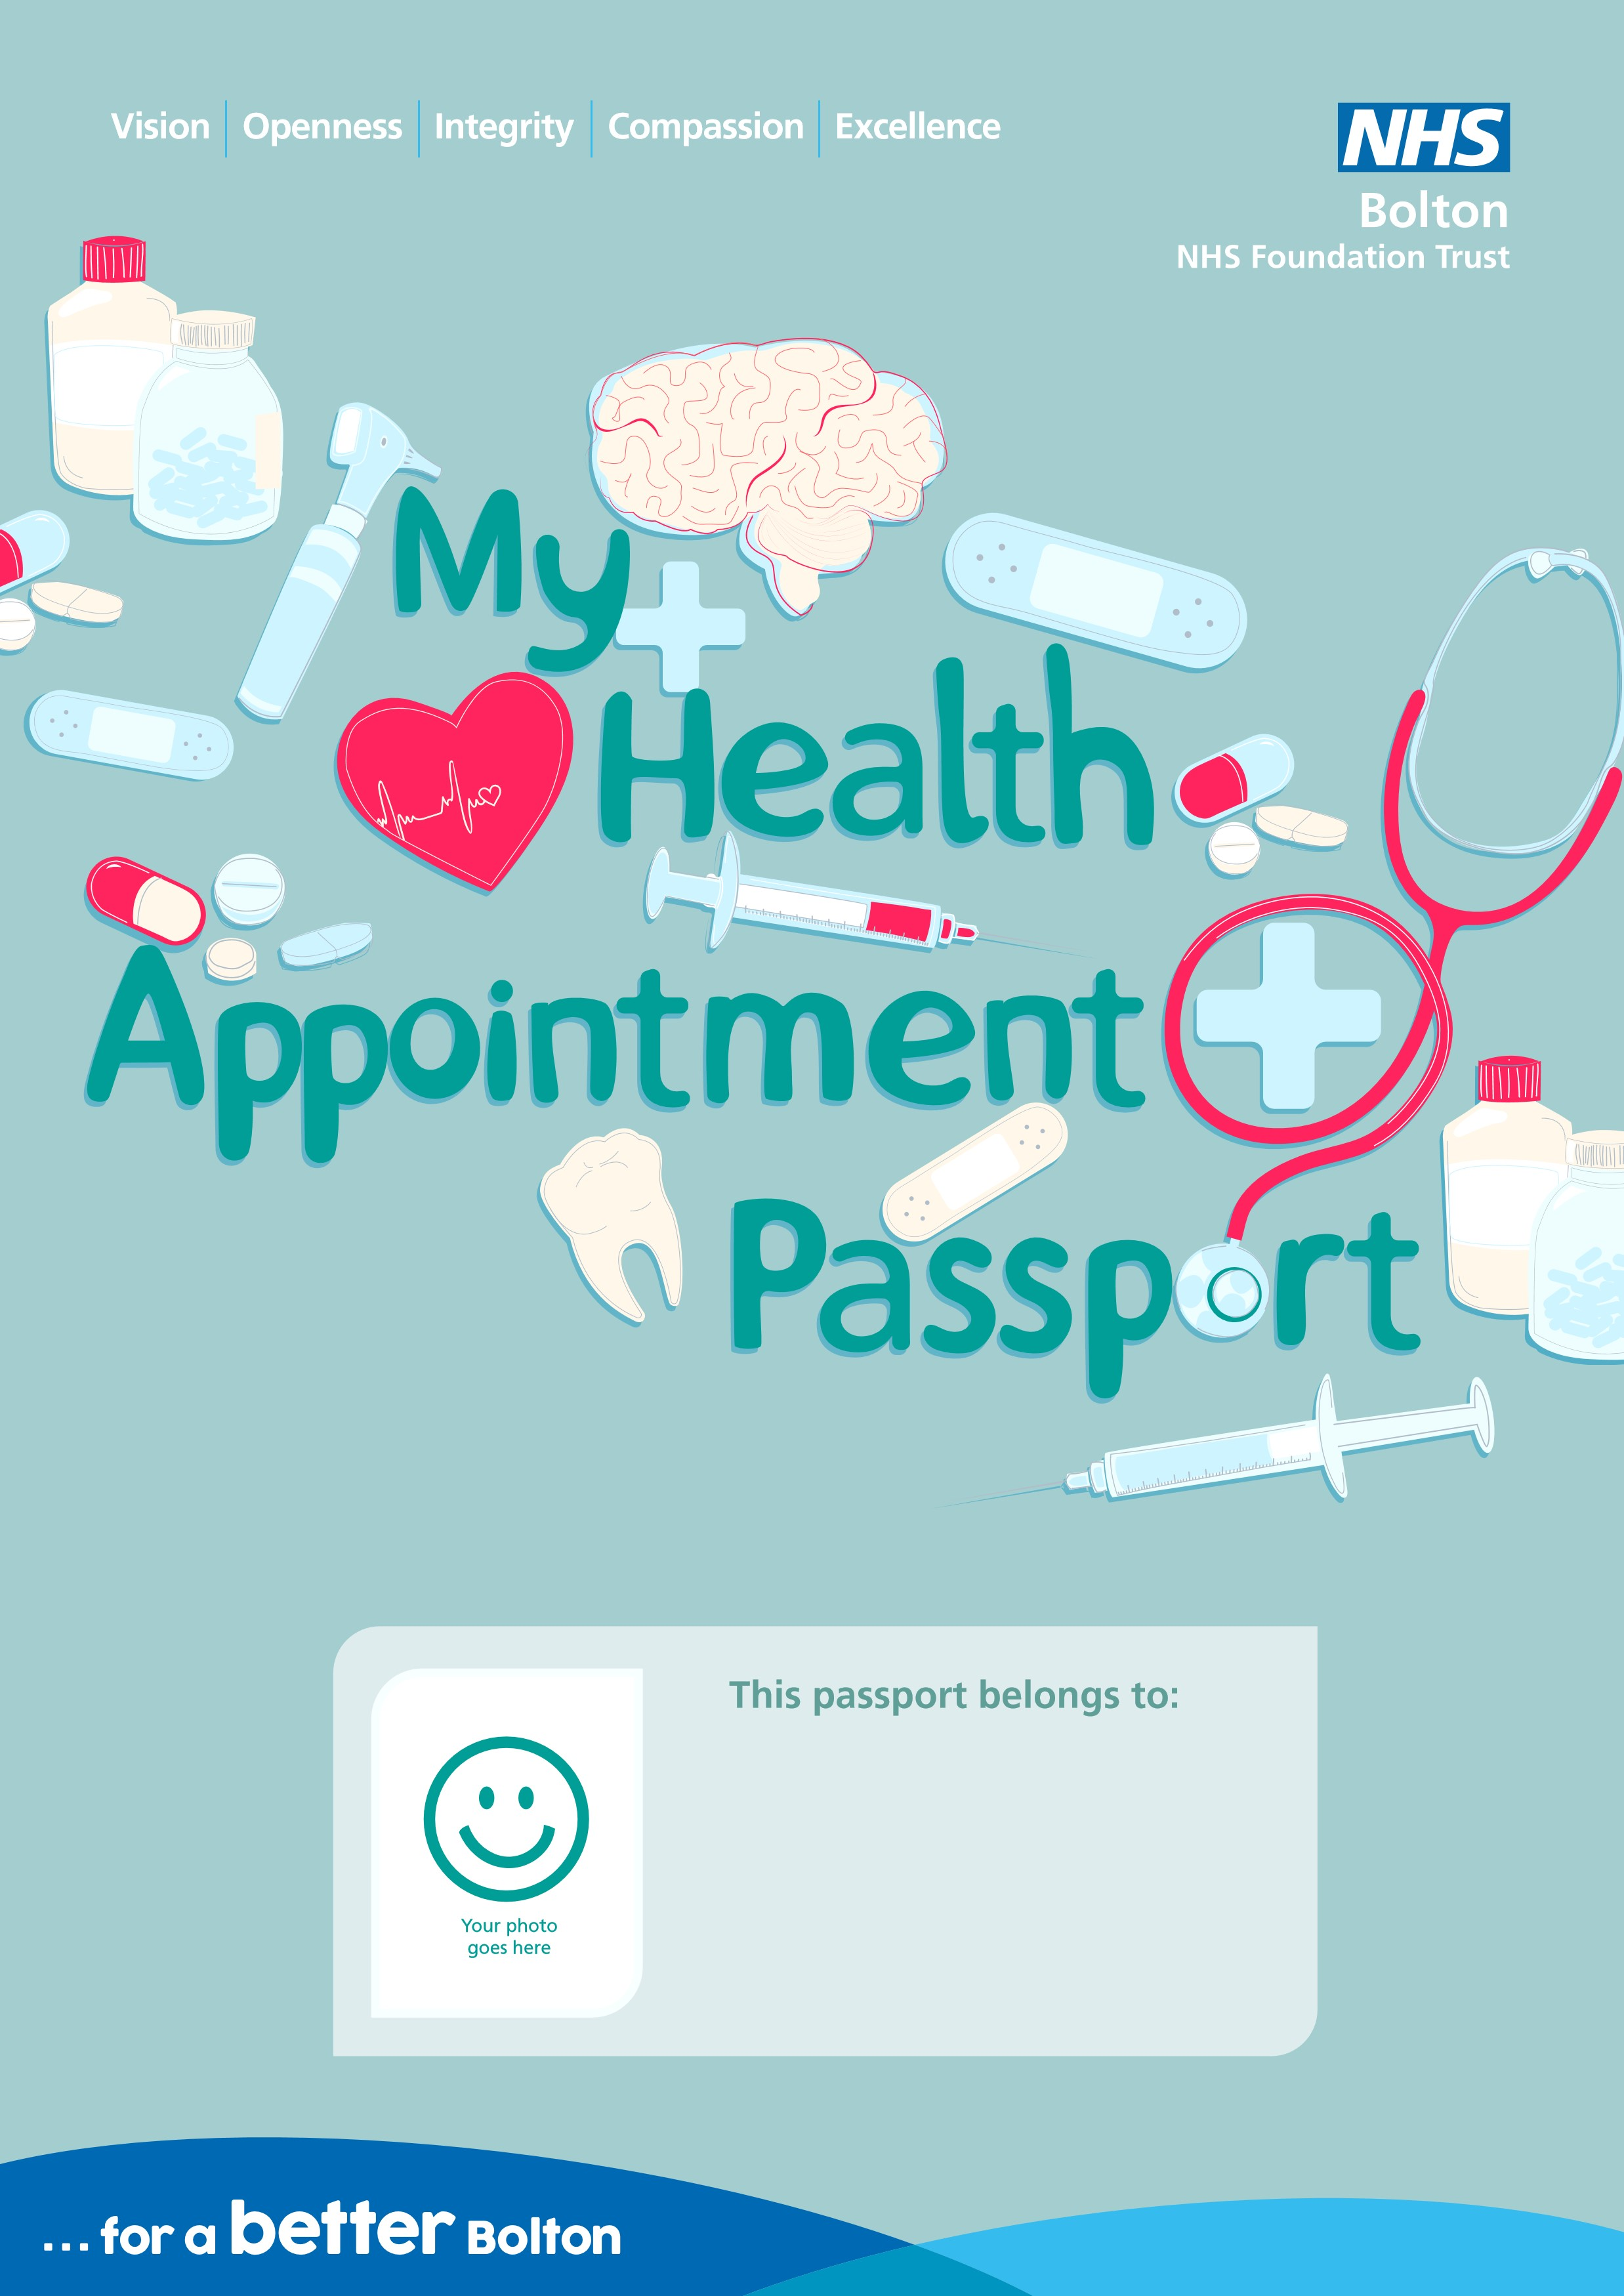 Vision | Openness | Integrity | Compassion | Excellence
NHS
Bolton
NHS Foundation Trust
My
Health
Appointment
Passport
This passport belongs to:
Your photo
goes here
...for a better Bolton